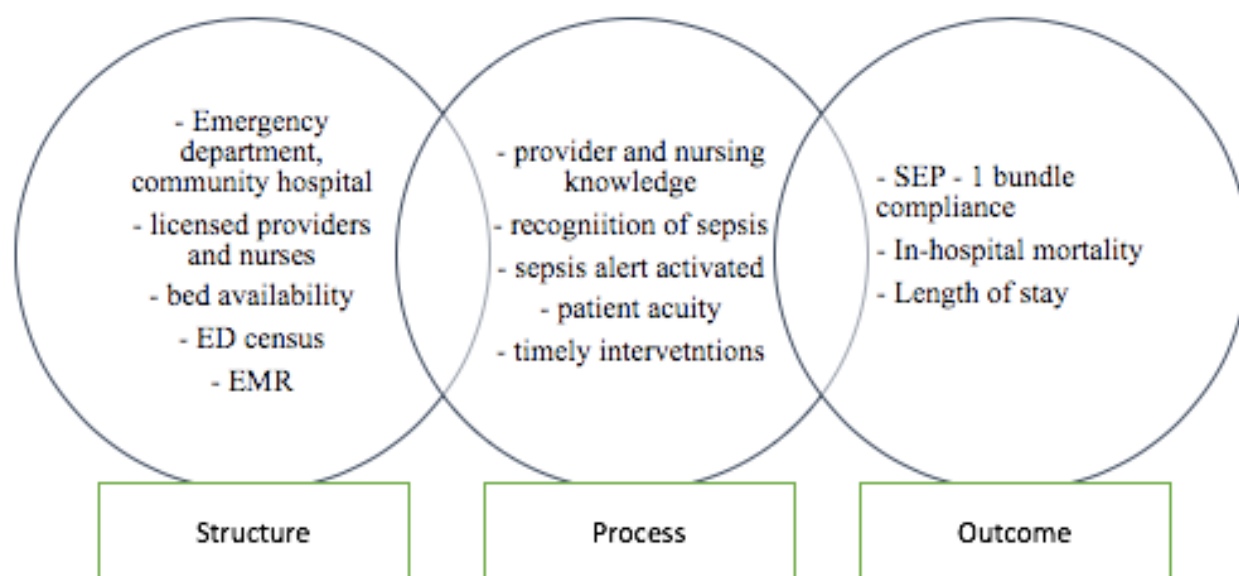 - Emergency
department,
community hospital
- licensed providers
and nurses
- bed availability
- ED census
- EMR
- provider and nursing
knowledge
- recogniition of sepsis
- sepsis alert activated
- patient acuity
- timely intervetntions
- SEP - 1 bundle
compliance
- In-hospital mortality
- Length of stay
Structure
Process
Outcome